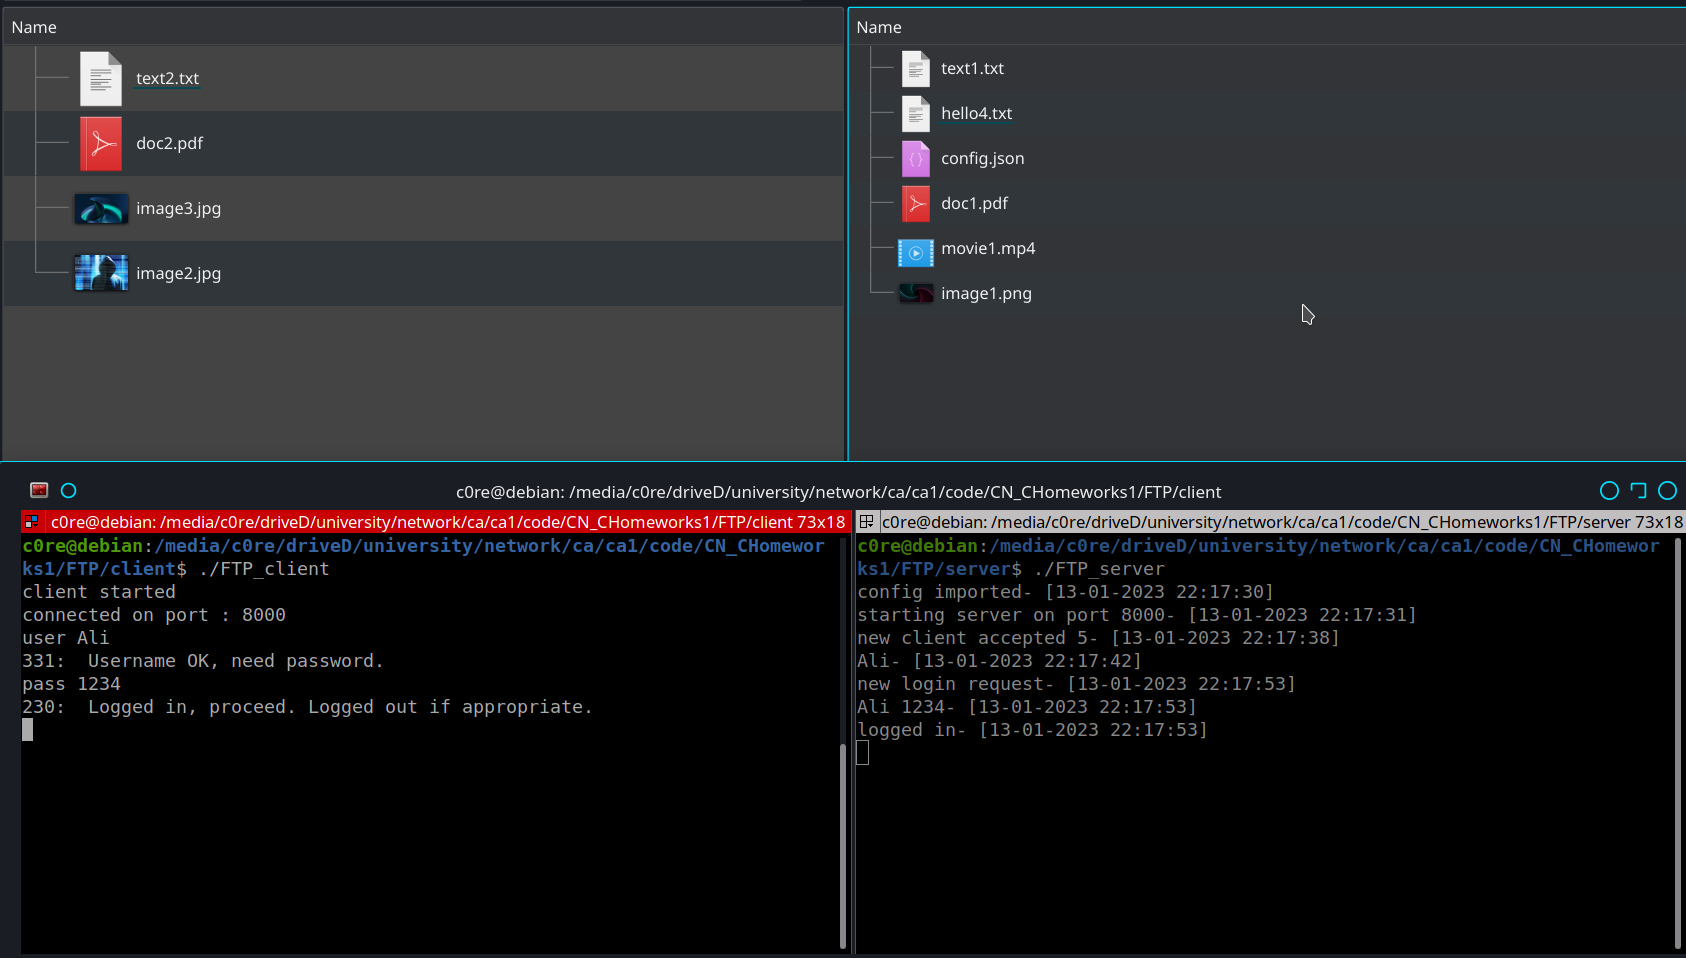 Name
text2.txt
doc2.pdf
image3.jpg
image2.jpg
Name
text1.txt
hello4.txt
config.json
doc1.pdf
movie1.mp4
image1.png
c0re@debian: /media/c0re/driveD/university/network/ca/ca1/code/CN_CHomeworks1/FTP/client
c0re@debian: /media/c0re/driveD/university/network/ca/ca1/code/CN_CHomeworks1/FTP/client 73x18
c0re@debian:/media/c0re/driveD/university/network/ca/ca1/code/CN_CHomewor
ks1/FTP/client$ ./FTP_client
client started
connected on port : 8000
user Ali
331:  Username OK, need password.
pass 1234
230:  Logged in, proceed. Logged out if appropriate.
c0re@debian: /media/c0re/driveD/university/network/ca/ca1/code/CN_CHomeworks1/FTP/server 73x18
c0re@debian:/media/c0re/driveD/university/network/ca/ca1/code/CN_CHomewor
ks1/FTP/server$ ./FTP_server
config imported- [13-01-2023 22:17:30]
starting server on port 8000- [13-01-2023 22:17:31]
new client accepted 5- [13-01-2023 22:17:38]
Ali- [13-01-2023 22:17:42]
new login request- [13-01-2023 22:17:53]
Ali 1234- [13-01-2023 22:17:53]
logged in- [13-01-2023 22:17:53]